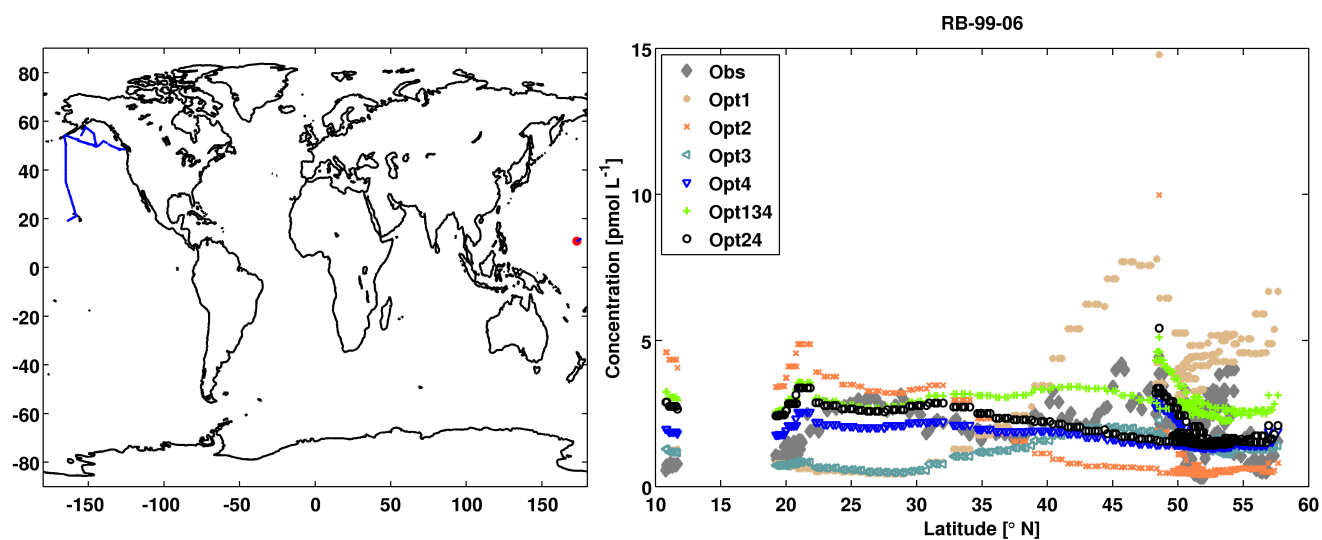 RB-99-06
80
60
40
20
0
-20
-40
-60
-80
-150 -100 -50 0 50 100 150
Concentration [pmol L-1]
15
10
5
0
Obs
Opt1
Opt2
Opt3
Opt4
Opt134
Opt24
10 15 20 25 30 35 40 45 50 55 60
Latitude [° N]